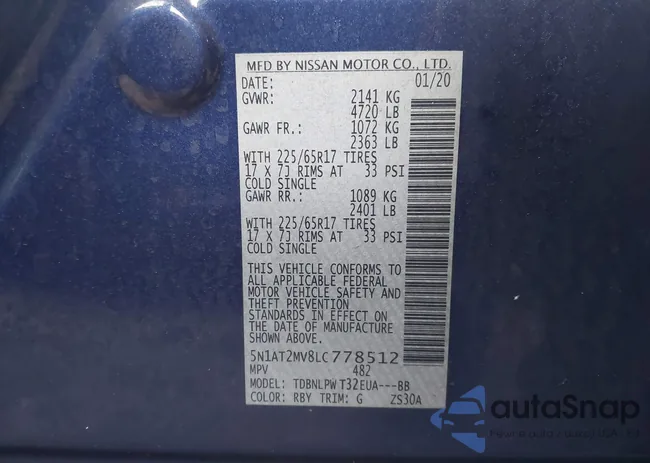 MFD BY NISSAN MOTOR CO., LTD.
DATE: 01/20
GVWR: 2141 KG
4720 LB
GAWR FR.: 1072 KG
2363 LB
WITH 225/65R17 TIRES
17 X 7J RIMS AT 33 PSI
COLD SINGLE
GAWR RR.: 1089 KG
2401 LB
WITH 225/65R17 TIRES
17 X 7J RIMS AT 33 PSI
COLD SINGLE
THIS VEHICLE CONFORMS TO
ALL APPLICABLE FEDERAL
MOTOR VEHICLE SAFETY AND
THEFT PREVENTION
STANDARDS IN EFFECT ON
THE DATE OF MANUFACTURE
SHOWN ABOVE.
5N1AT2MV8LC778512
MPV 482
MODEL: TDBNLPW T32EUA---BB
COLOR: RBY TRIM: G ZS30A
autaSnap